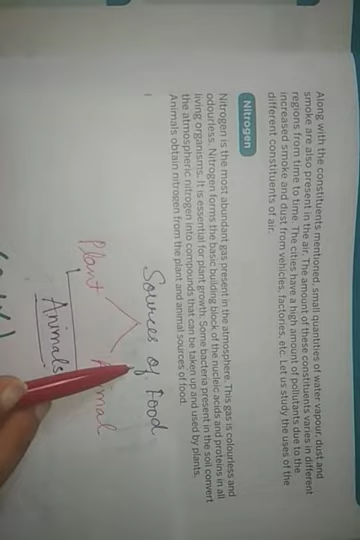 Along with the constituents mentioned, small quantities of water vapour, dust and
smoke are also present in the air. The amount of these constituents varies in different
regions from time to time. The cities have a high amount of pollutants due to the
increased smoke and dust from vehicles, factories, etc. Let us study the uses of the
different constituents of air.
Nitrogen
Nitrogen is the most abundant gas present in the atmosphere. This gas is colourless and
odourless. Nitrogen forms the basic building block of the nucleic acids and proteins in all
living organisms. It is essential for plant growth. Some bacteria present in the soil convert
the atmospheric nitrogen into compounds that can be taken up and used by plants.
Animals obtain nitrogen from the plant and animal sources of food.
Sources of Food
Plant Animal
Animals